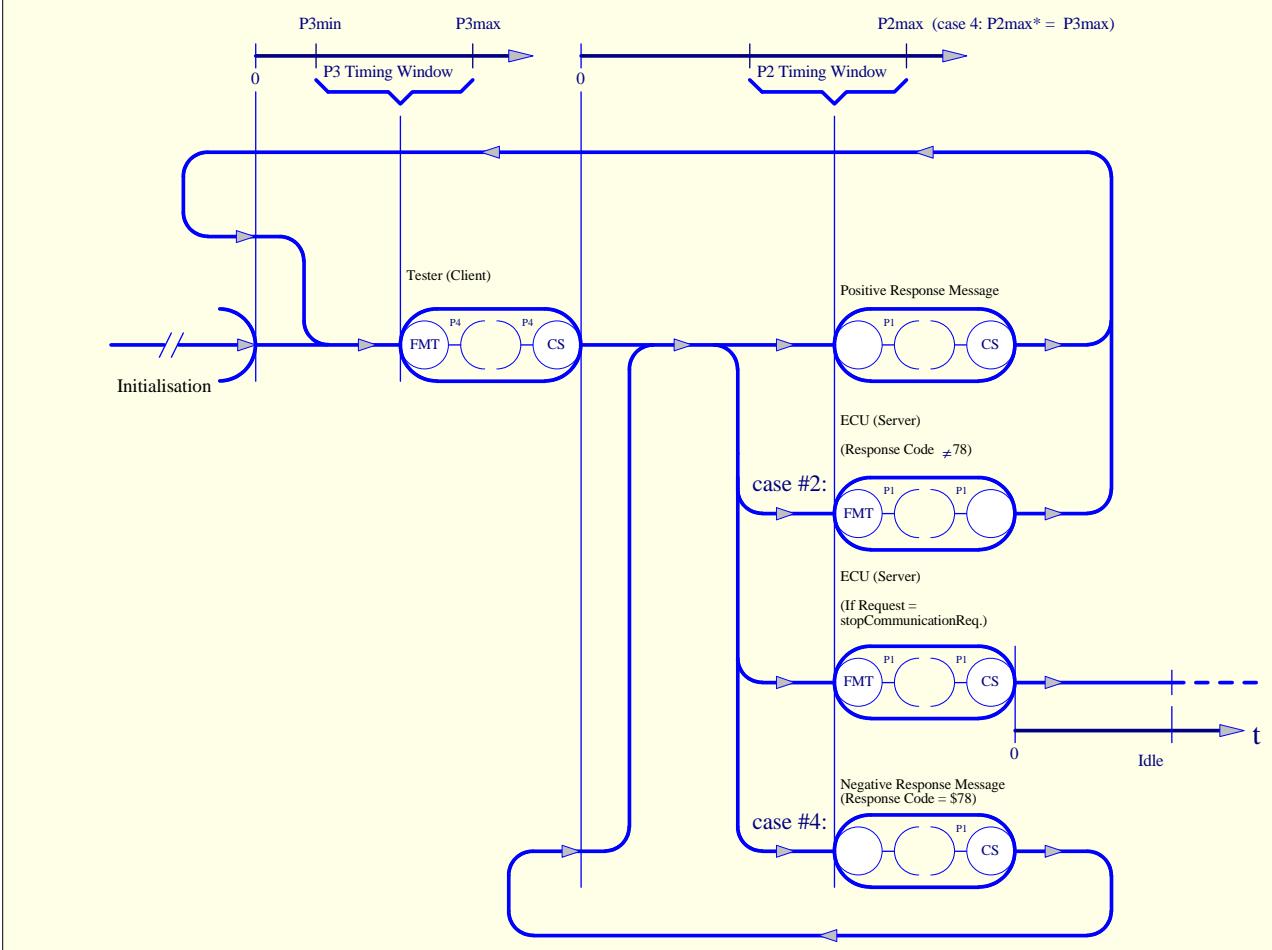 P3min P3max P2max (case 4: P2max* = P3max)
0 P3 Timing Window 0 P2 Timing Window
Tester (Client)
Positive Response Message
P4 P4 P1
FMT CS CS
Initialisation
ECU (Server)
(Response Code ≠78)
case #2:
P1 P1
FMT
ECU (Server)
(If Request =
stopCommunicationReq.)
P1 P1
FMT CS
t
0 Idle
Negative Response Message
(Response Code = $78)
case #4:
P1
CS